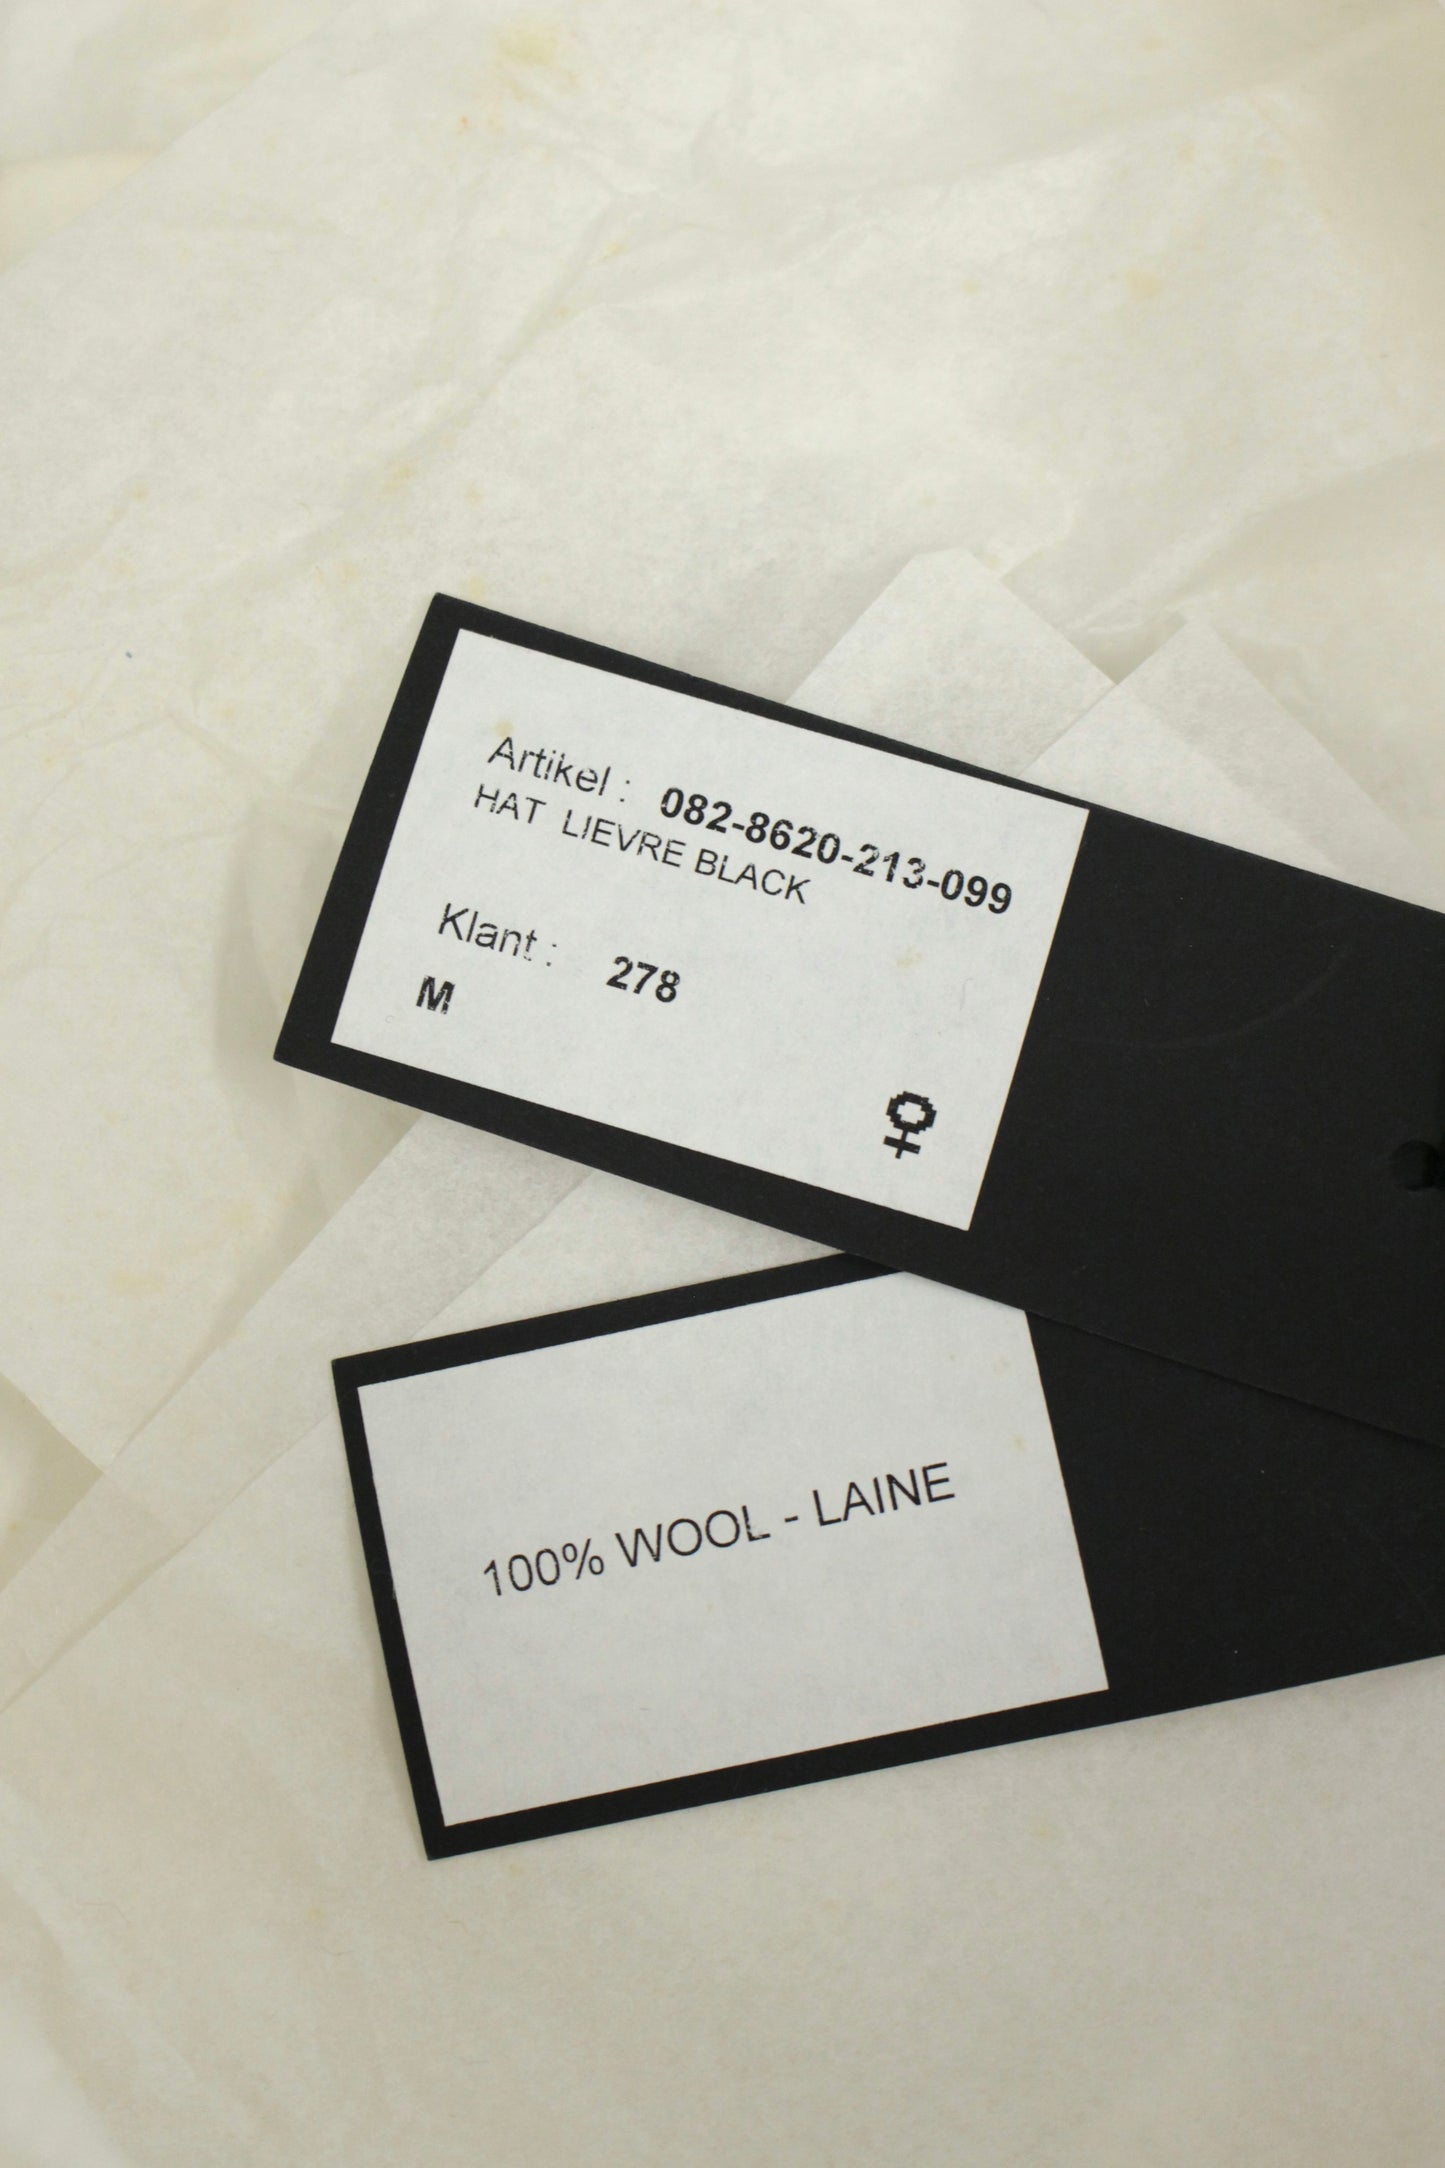 Artikel : 082-8620-213-099
HAT LIEVRE BLACK
Klant : 278
M
♀
100% WOOL - LAINE